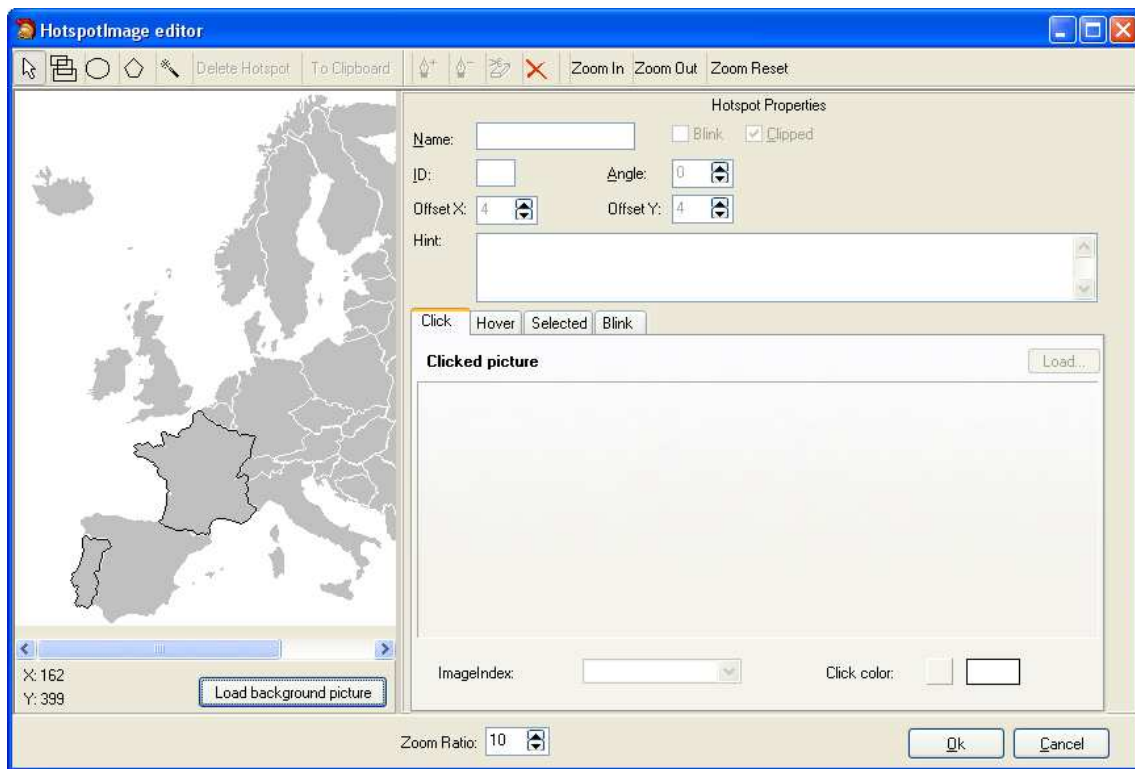 HotspotImage editor
Delete Hotspot To Clipboard Zoom In Zoom Out Zoom Reset
Hotspot Properties
Name: Blink Clipped
ID: Angle: 0
Offset X: 4 Offset Y: 4
Hint:
Click Hover Selected Blink
Clicked picture Load...
ImageIndex: Click color:
X: 162
Y: 399
Load background picture
Zoom Ratio: 10 Ok Cancel